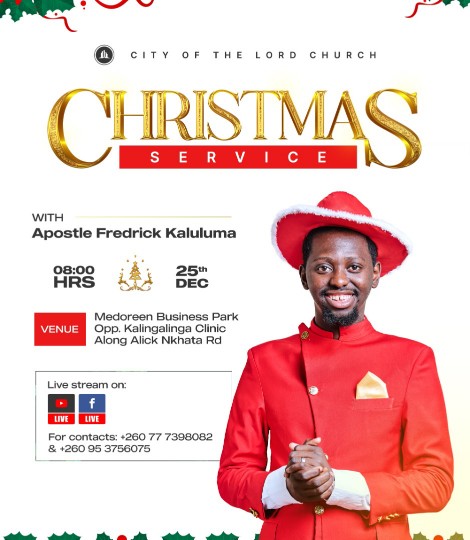 CITY OF THE LORD CHURCH
CHRISTMAS
SERVICE
WITH
Apostle Fredrick Kaluluma
08:00
HRS
25th
DEC
VENUE
Medoreen Business Park
Opp. Kalingalinga Clinic
Along Alick Nkhata Rd
Live stream on:
LIVE
LIVE
For contacts: +260 77 7398082
& +260 95 3756075